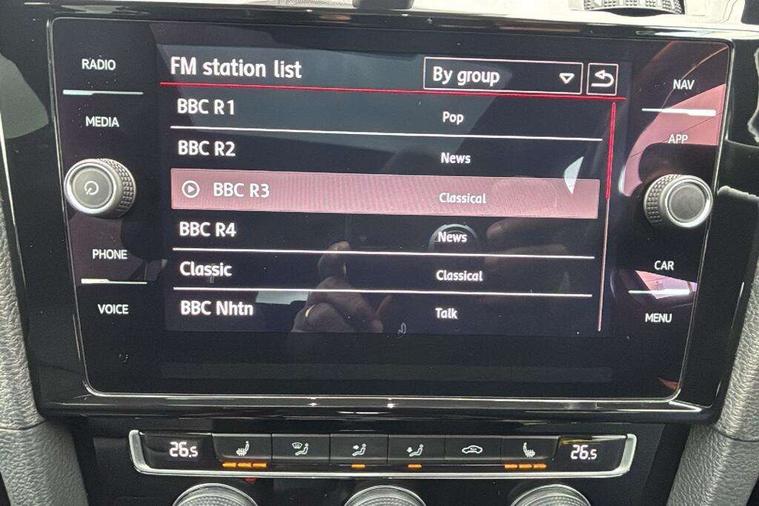 RADIO
MEDIA
PHONE
VOICE
FM station list
By group
BBC R1 Pop
BBC R2 News
BBC R3 Classical
BBC R4 News
Classic Classical
BBC Nhtn Talk
NAV
APP
CAR
MENU
26.5
26.5